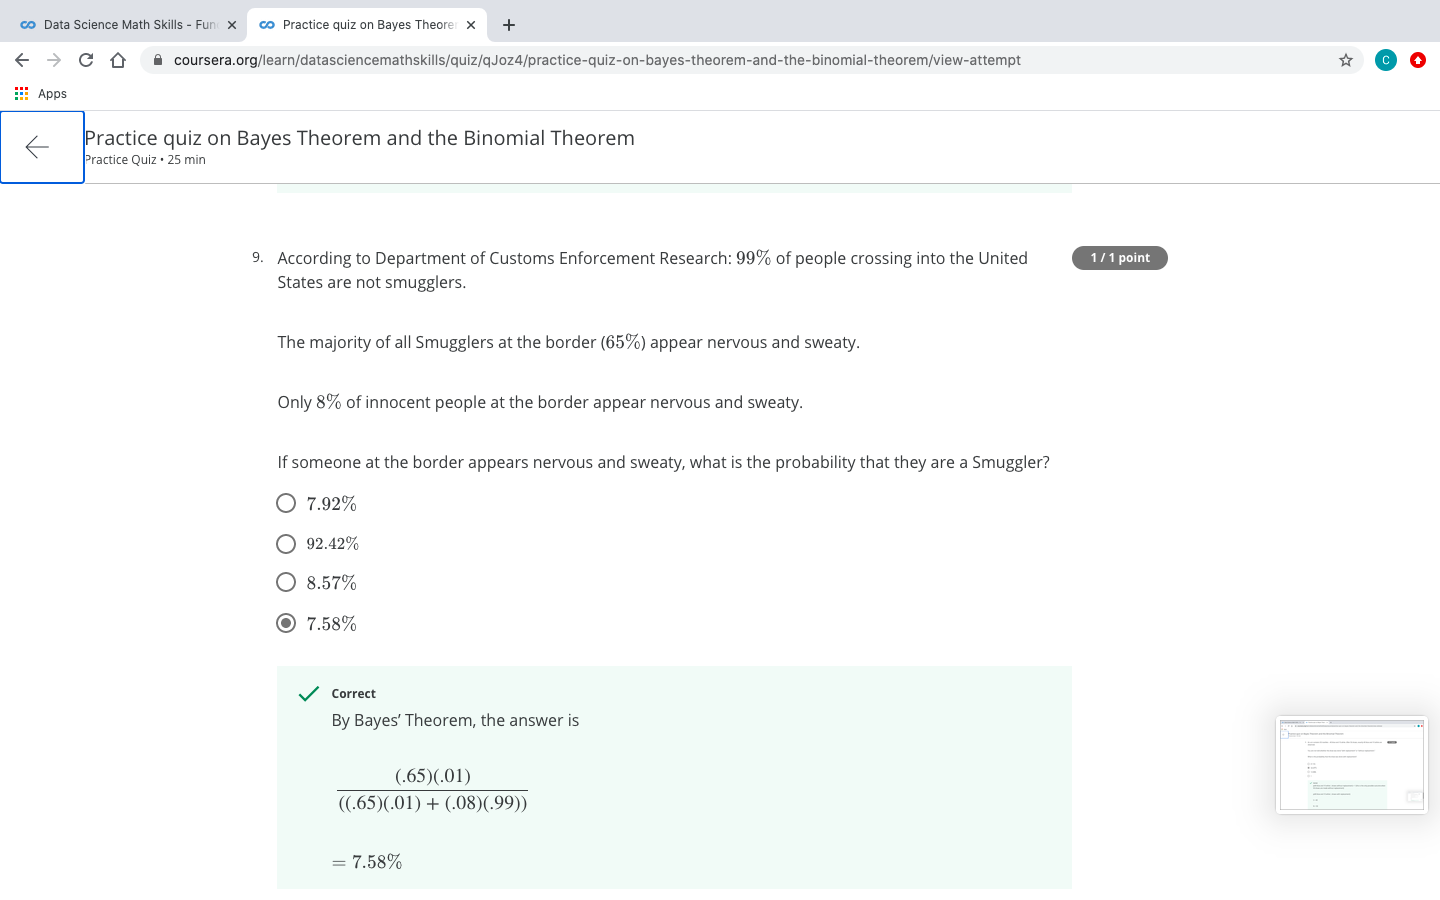 Data Science Math Skills - Fun
Practice quiz on Bayes Theore
coursera.org/learn/datasciencemathskills/quiz/qJoz4/practice-quiz-on-bayes-theorem-and-the-binomial-theorem/view-attempt
C
Apps
Practice quiz on Bayes Theorem and the Binomial Theorem
Practice Quiz • 25 min
9. According to Department of Customs Enforcement Research: 99% of people crossing into the United
States are not smugglers.
1 / 1 point
The majority of all Smugglers at the border (65%) appear nervous and sweaty.
Only 8% of innocent people at the border appear nervous and sweaty.
If someone at the border appears nervous and sweaty, what is the probability that they are a Smuggler?
7.92%
92.42%
8.57%
7.58%
Correct
By Bayes’ Theorem, the answer is
(.65)(.01)
((.65)(.01) + (.08)(.99))
= 7.58%